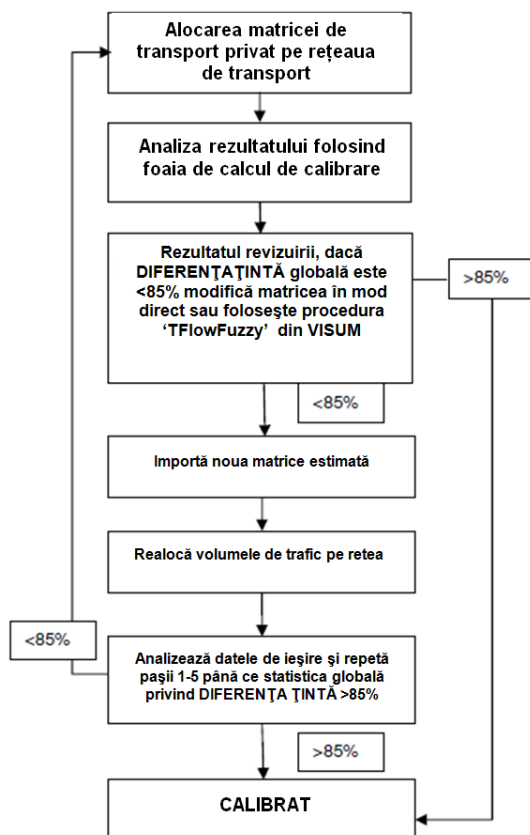 Alocarea matricei de
transport privat pe rețeaua
de transport
Analiza rezultatului folosind
foaia de calcul de calibrare
Rezultatul revizuirii, dacă
DIFERENŢAŢINTĂ globală este
<85% modifică matricea în mod
direct sau foloseşte procedura
‘TFlowFuzzy’ din VISUM
>85%
<85%
Importă noua matrice estimată
Realocă volumele de trafic pe retea
<85%
Analizează datele de ieşire şi repetă
paşii 1-5 până ce statistica globală
privind DIFERENŢA ŢINTĂ >85%
>85%
CALIBRAT